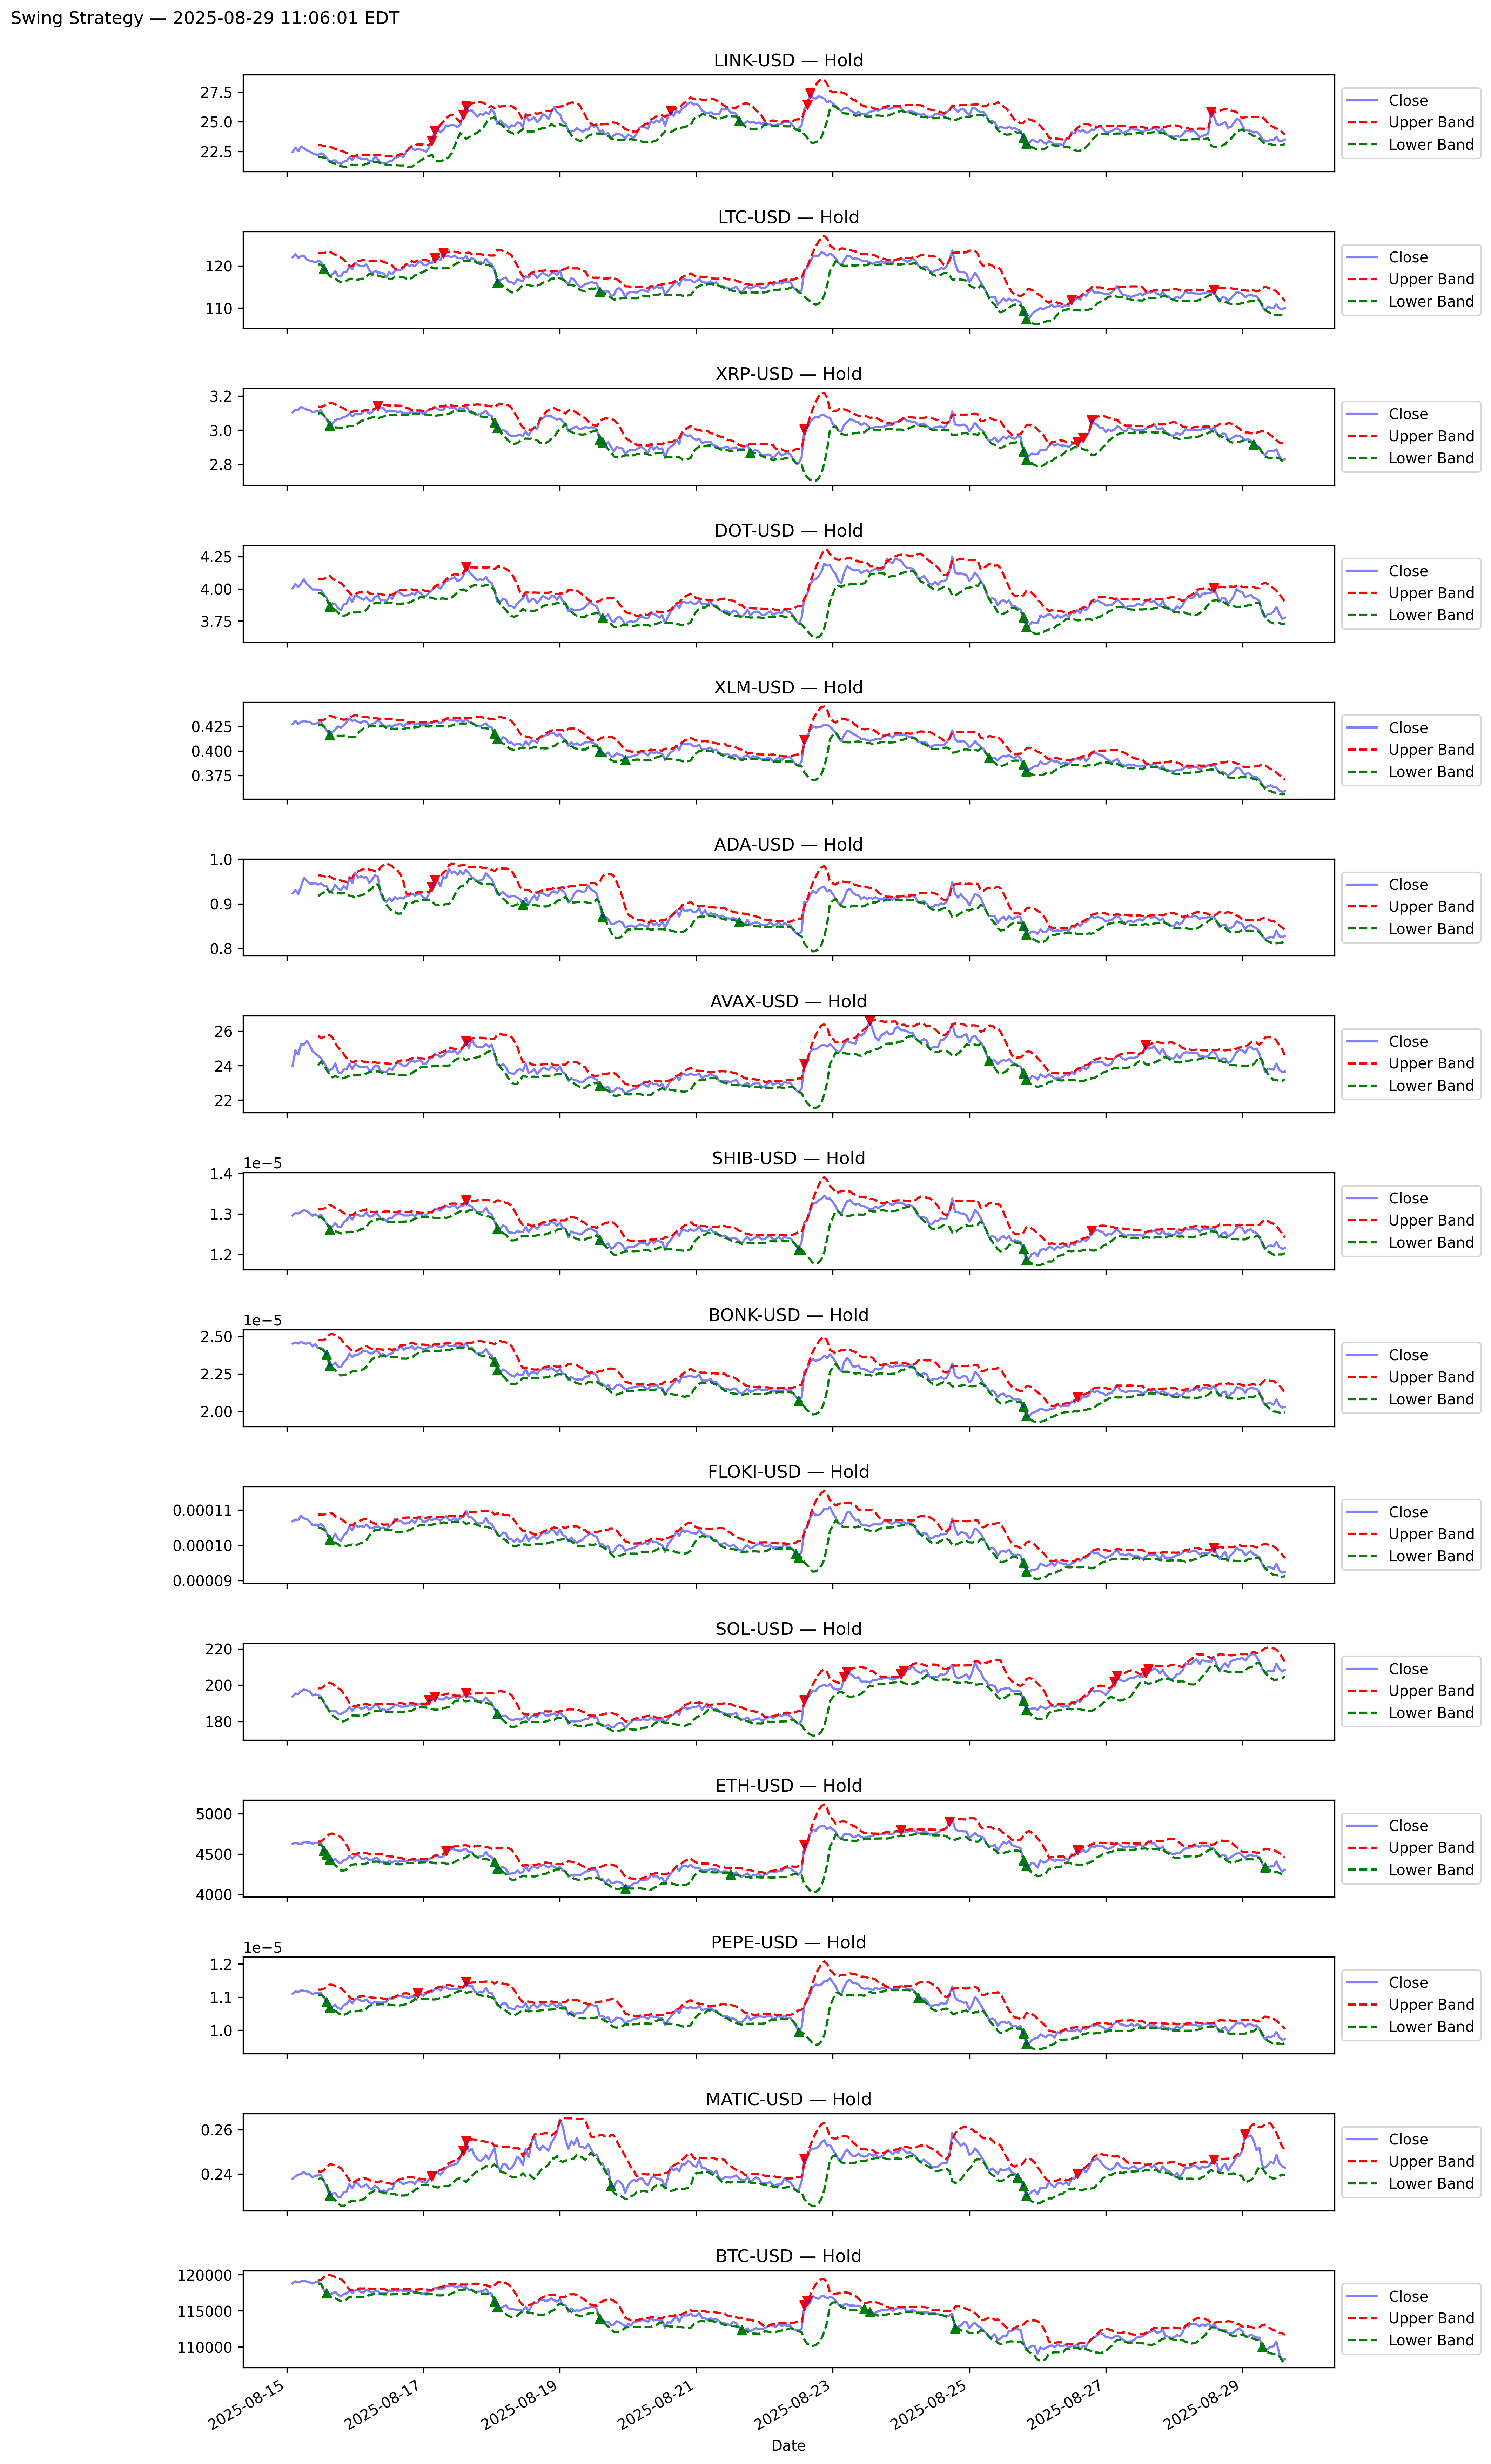 Swing Strategy — 2025-08-29 11:06:01 EDT
LINK-USD — Hold
27.5
25.0
22.5
Close
Upper Band
Lower Band
LTC-USD — Hold
120
110
Close
Upper Band
Lower Band
XRP-USD — Hold
3.2
3.0
2.8
Close
Upper Band
Lower Band
DOT-USD — Hold
4.25
4.00
3.75
Close
Upper Band
Lower Band
XLM-USD — Hold
0.425
0.400
0.375
Close
Upper Band
Lower Band
ADA-USD — Hold
1.0
0.9
0.8
Close
Upper Band
Lower Band
AVAX-USD — Hold
26
24
22
Close
Upper Band
Lower Band
SHIB-USD — Hold
1e−5
1.4
1.3
1.2
Close
Upper Band
Lower Band
BONK-USD — Hold
1e−5
2.50
2.25
2.00
Close
Upper Band
Lower Band
FLOKI-USD — Hold
0.00011
0.00010
0.00009
Close
Upper Band
Lower Band
SOL-USD — Hold
220
200
180
Close
Upper Band
Lower Band
ETH-USD — Hold
5000
4500
4000
Close
Upper Band
Lower Band
PEPE-USD — Hold
1e−5
1.2
1.1
1.0
Close
Upper Band
Lower Band
MATIC-USD — Hold
0.26
0.24
Close
Upper Band
Lower Band
BTC-USD — Hold
120000
115000
110000
Close
Upper Band
Lower Band
2025-08-15
2025-08-17
2025-08-19
2025-08-21
2025-08-23
2025-08-25
2025-08-27
2025-08-29
Date